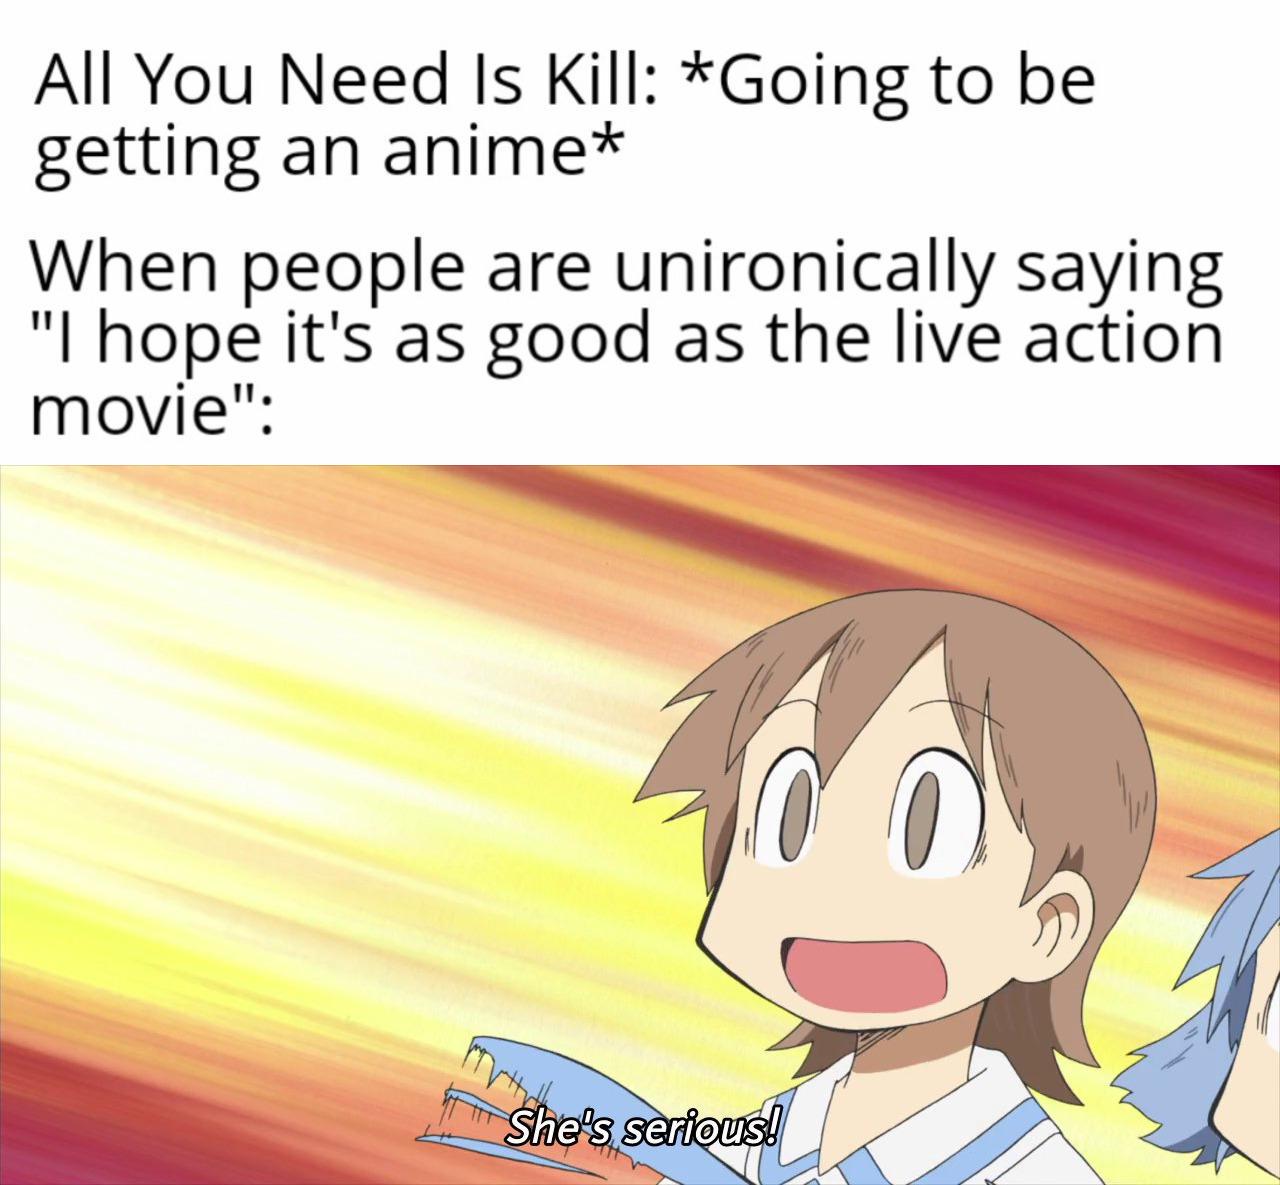 All You Need Is Kill: *Going to be
getting an anime*
When people are unironically saying
"I hope it's as good as the live action
movie":
She's serious!